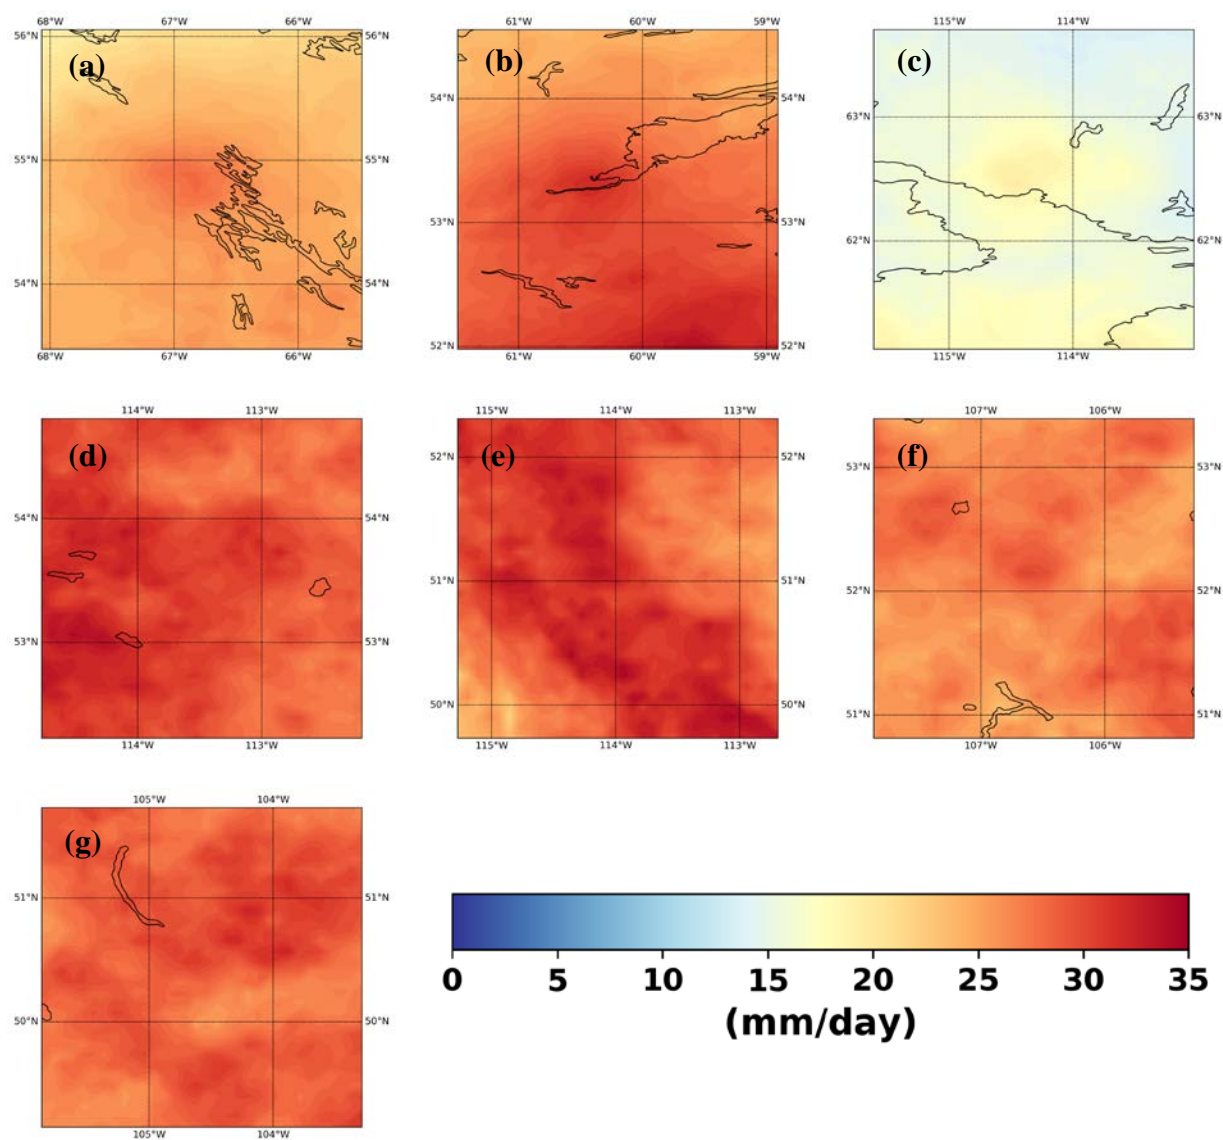 68°W 67°W 66°W
61°W 60°W 59°W
115°W 114°W
56°N 56°N
(a)
(b)
(c)
54°N 54°N
63°N 63°N
55°N 55°N
53°N 53°N
62°N 62°N
54°N 54°N
52°N 52°N
68°W 67°W 66°W
61°W 60°W 59°W
115°W 114°W
114°W 113°W
115°W 114°W 113°W
107°W 106°W
(d)
(e)
(f)
52°N 52°N
53°N 53°N
54°N 54°N
51°N 51°N
52°N 52°N
53°N 53°N
50°N 50°N
51°N 51°N
114°W 113°W
115°W 114°W 113°W
107°W 106°W
105°W 104°W
(g)
51°N 51°N
50°N 50°N
105°W 104°W
0 5 10 15 20 25 30 35
(mm/day)